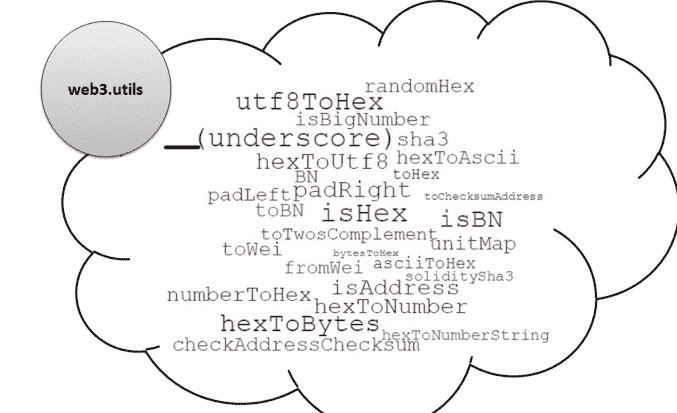 web3.utils
randomHex
utf8ToHex
isBigNumber
_(underscore) sha3
hexToUtf8 hexToAscii
BN toHex
padLeft padRight toChecksumAddress
toBN isHex isBN
toTwosComplement unitMap
toWei bytesToHex
fromWei asciiToHex
soliditySha3
numberToHex isAddress
hexToNumber
hexToBytes hexToNumberString
checkAddressChecksum